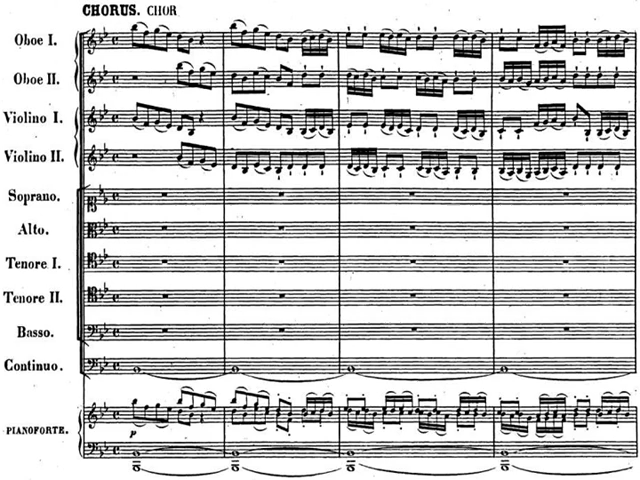 CHORUS. CHOR
Oboe I.
Oboe II.
Violino I.
Violino II.
Soprano.
Alto.
Tenore I.
Tenore II.
Basso.
Continuo.
PIANOFORTE.
p